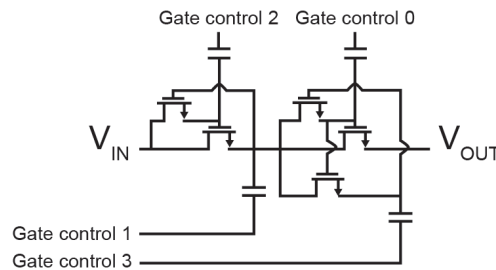 Gate control 2 Gate control 0
VIN VOUT
Gate control 1
Gate control 3